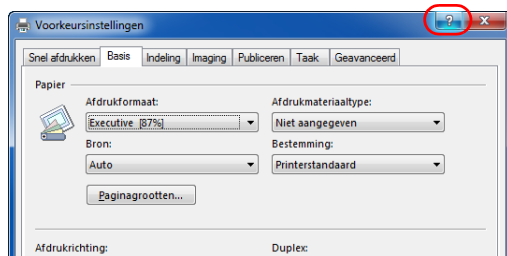 Voorkeursinstellingen ? x
Snel afdrukken Basis Indeling Imaging Publiceren Taak Geavanceerd
Papier
Afdrukformaat: Afdrukmateriaaltype:
Executive [87%] Niet aangegeven
Bron: Bestemming:
Auto Printerstandaard
Paginagrootten...
Afdrukrichting: Duplex: